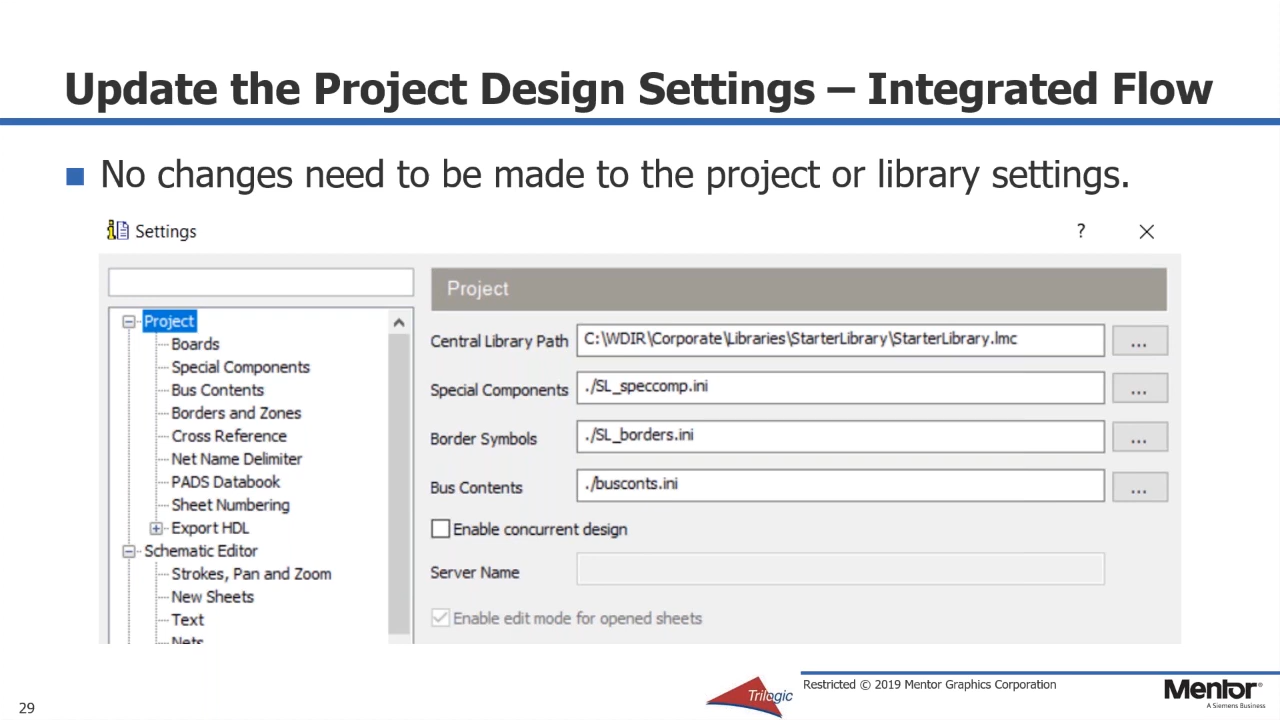 Update the Project Design Settings – Integrated Flow
No changes need to be made to the project or library settings.
Settings
?
Project
Boards
Special Components
Bus Contents
Borders and Zones
Cross Reference
Net Name Delimiter
PADS Databook
Sheet Numbering
Export HDL
Schematic Editor
Strokes, Pan and Zoom
New Sheets
Text
Nets
Project
Central Library Path C:\WDIR\Corporate\Libraries\StarterLibrary\StarterLibrary.lmc ...
Special Components ./SL_speccomp.ini ...
Border Symbols ./SL_borders.ini ...
Bus Contents ./busconts.ini ...
Enable concurrent design
Server Name
Enable edit mode for opened sheets
29
Trilogic
Restricted © 2019 Mentor Graphics Corporation
Mentor®
A Siemens Business